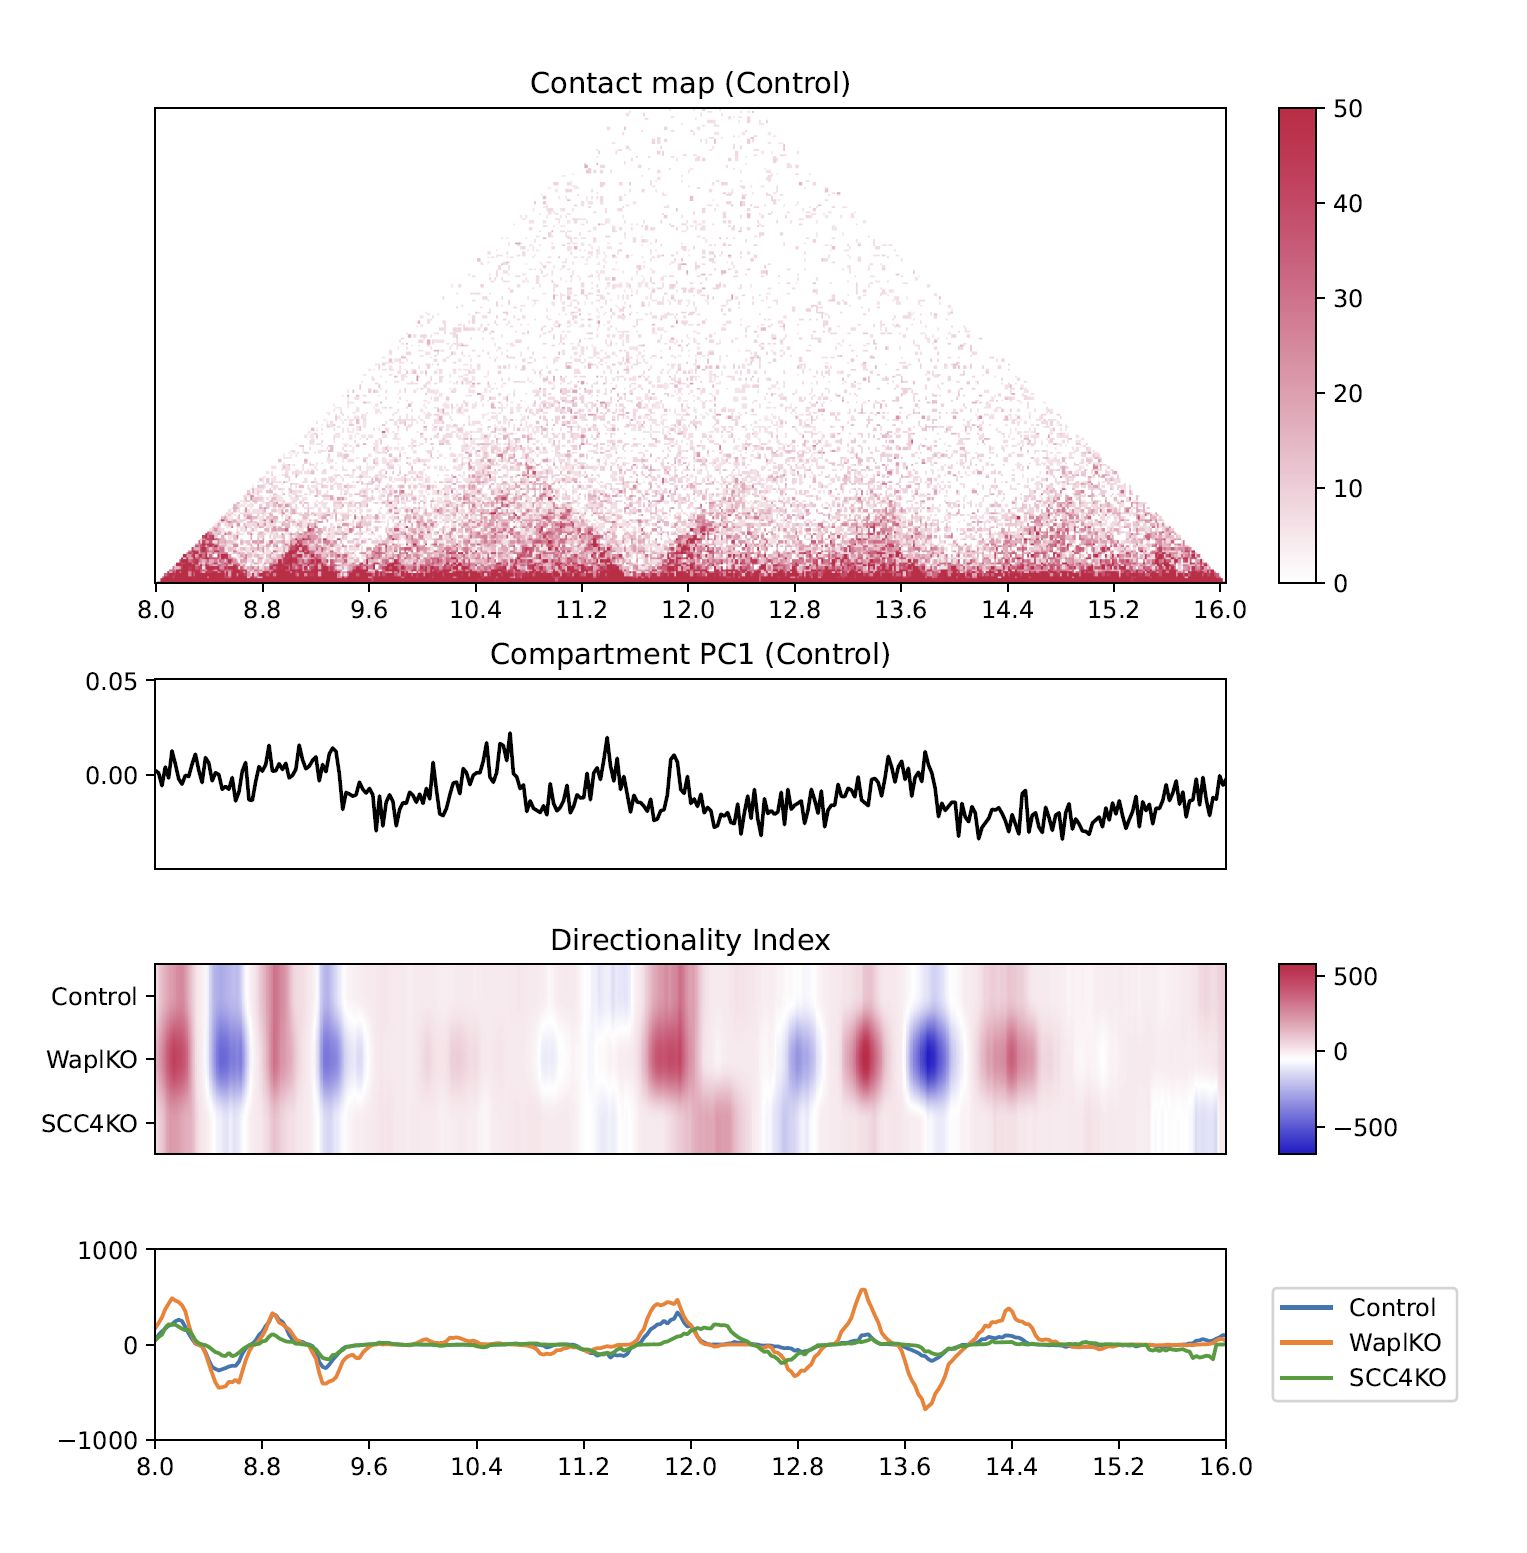 Contact map (Control)
50
40
30
20
10
0
8.0 8.8 9.6 10.4 11.2 12.0 12.8 13.6 14.4 15.2 16.0
Compartment PC1 (Control)
0.05
0.00
Directionality Index
Control
WaplKO
SCC4KO
500
0
−500
1000
0
−1000
8.0 8.8 9.6 10.4 11.2 12.0 12.8 13.6 14.4 15.2 16.0
Control
WaplKO
SCC4KO